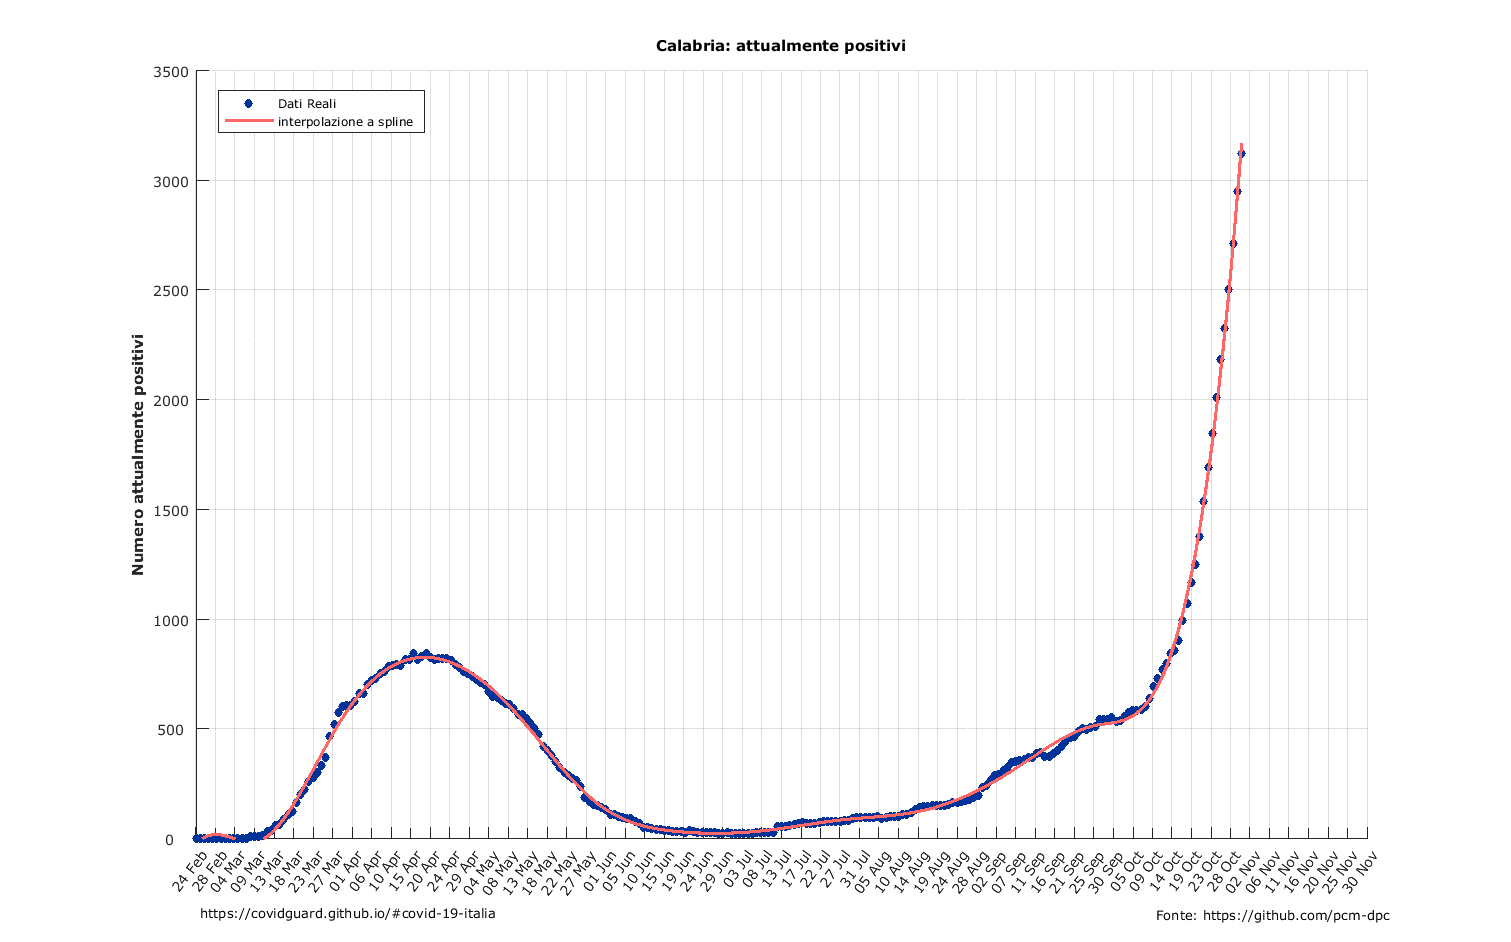 Calabria: attualmente positivi
3500
3000
2500
2000
1500
1000
500
0
Numero attualmente positivi
Dati Reali
interpolazione a spline
24 Feb
28 Feb
04 Mar
09 Mar
13 Mar
18 Mar
23 Mar
27 Mar
01 Apr
06 Apr
10 Apr
15 Apr
20 Apr
24 Apr
29 Apr
04 May
08 May
13 May
18 May
22 May
27 May
01 Jun
05 Jun
10 Jun
15 Jun
19 Jun
24 Jun
29 Jun
03 Jul
08 Jul
13 Jul
17 Jul
22 Jul
27 Jul
31 Jul
05 Aug
10 Aug
14 Aug
19 Aug
24 Aug
28 Aug
02 Sep
07 Sep
11 Sep
16 Sep
21 Sep
25 Sep
30 Sep
05 Oct
09 Oct
14 Oct
19 Oct
23 Oct
28 Oct
02 Nov
06 Nov
11 Nov
16 Nov
20 Nov
25 Nov
30 Nov
https://covidguard.github.io/#covid-19-italia
Fonte: https://github.com/pcm-dpc